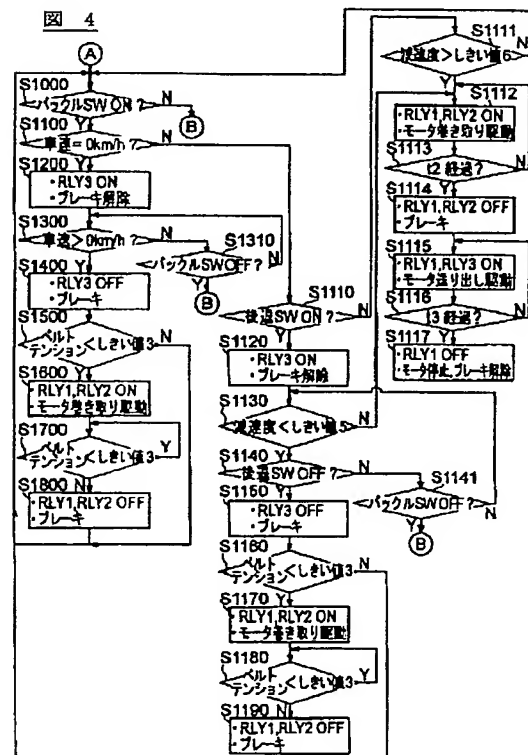 図 4
A
S1000
バックルSW ON?
N
B
Y
S1100
車速=0km/h?
N
Y
S1200
・RLY3 ON
・ブレーキ解除
S1300
車速>0km/h?
N
S1310
バックルSW OFF?
N
Y
B
Y
S1400
・RLY3 OFF
・ブレーキ
S1500
ベルト
テンション<しきい値3
N
Y
S1600
・RLY1,RLY2 ON
・モータ巻き取り駆動
S1700
ベルト
テンション<しきい値3
Y
N
S1800
・RLY1,RLY2 OFF
・ブレーキ
S1110
後退SW ON?
N
Y
S1120
・RLY3 ON
・ブレーキ解除
S1130
減速度<しきい値5
N
Y
S1140
後退SW OFF?
N
S1141
バックルSW OFF?
N
Y
B
Y
S1150
・RLY3 OFF
・ブレーキ
S1160
ベルト
テンション<しきい値3
N
Y
S1170
・RLY1,RLY2 ON
・モータ巻き取り駆動
S1180
ベルト
テンション<しきい値3
Y
N
S1190
・RLY1,RLY2 OFF
・ブレーキ
S1111
減速度>しきい値6
N
Y
S1112
・RLY1,RLY2 ON
・モータ巻き取り駆動
S1113
t2 経過?
N
Y
S1114
・RLY1,RLY2 OFF
・ブレーキ
S1115
・RLY1,RLY3 ON
・モータ送り出し駆動
S1116
t3 経過?
N
Y
S1117
・RLY1 OFF
・モータ停止,ブレーキ解除